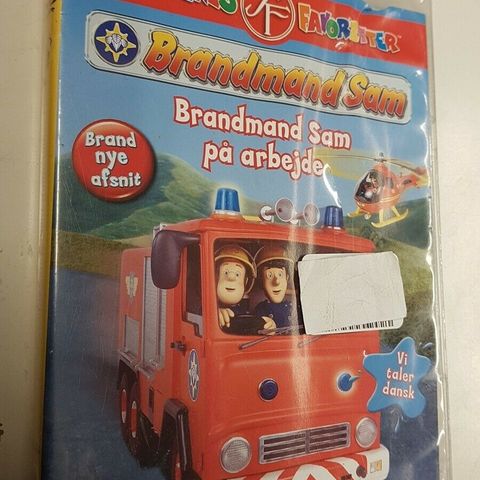 FAVORITTER
Brandmand Sam
Brandmand Sam
på arbejde
Brand
nye
afsnit
Vi
taler
dansk